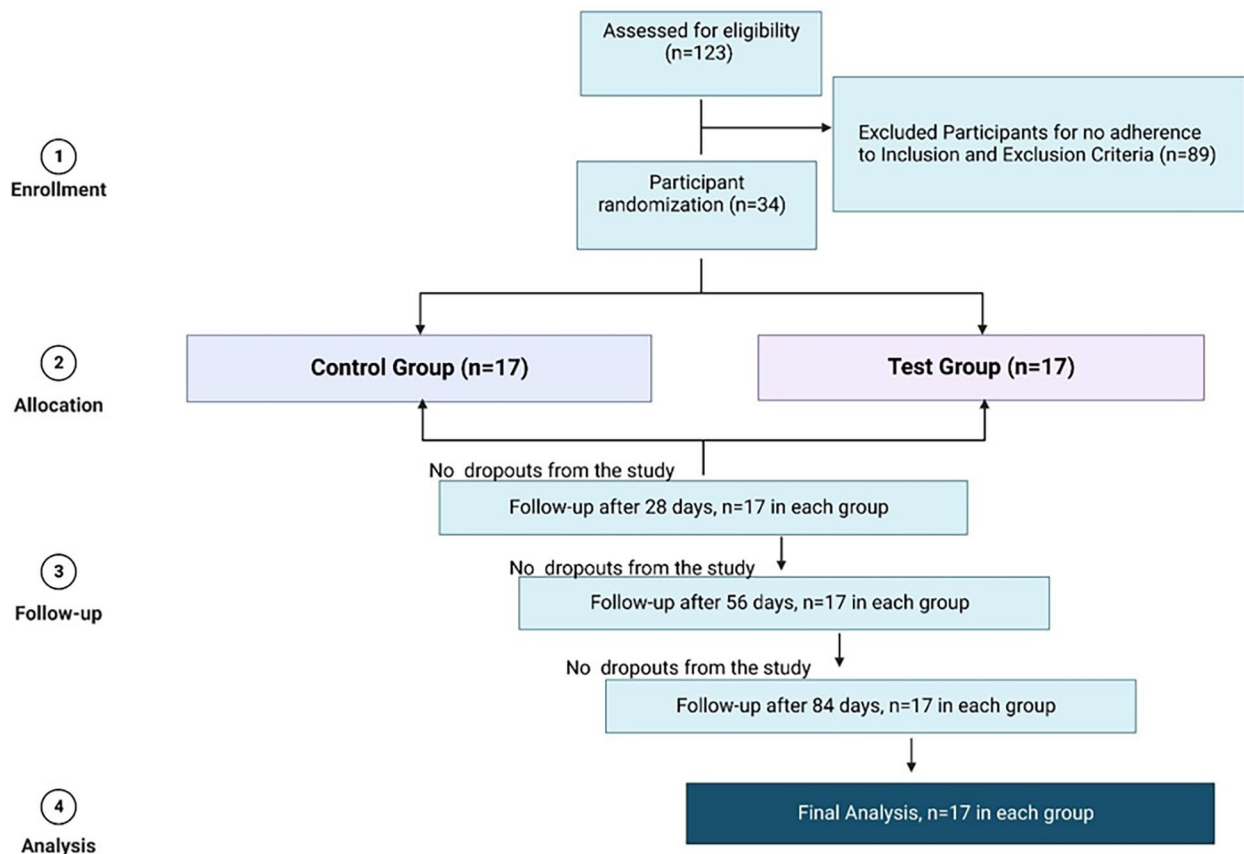 Assessed for eligibility
(n=123)
Excluded Participants for no adherence
to Inclusion and Exclusion Criteria (n=89)
1
Enrollment
Participant
randomization (n=34)
2
Allocation
Control Group (n=17)
Test Group (n=17)
No dropouts from the study
Follow-up after 28 days, n=17 in each group
3
Follow-up
No dropouts from the study
Follow-up after 56 days, n=17 in each group
No dropouts from the study
Follow-up after 84 days, n=17 in each group
4
Analysis
Final Analysis, n=17 in each group